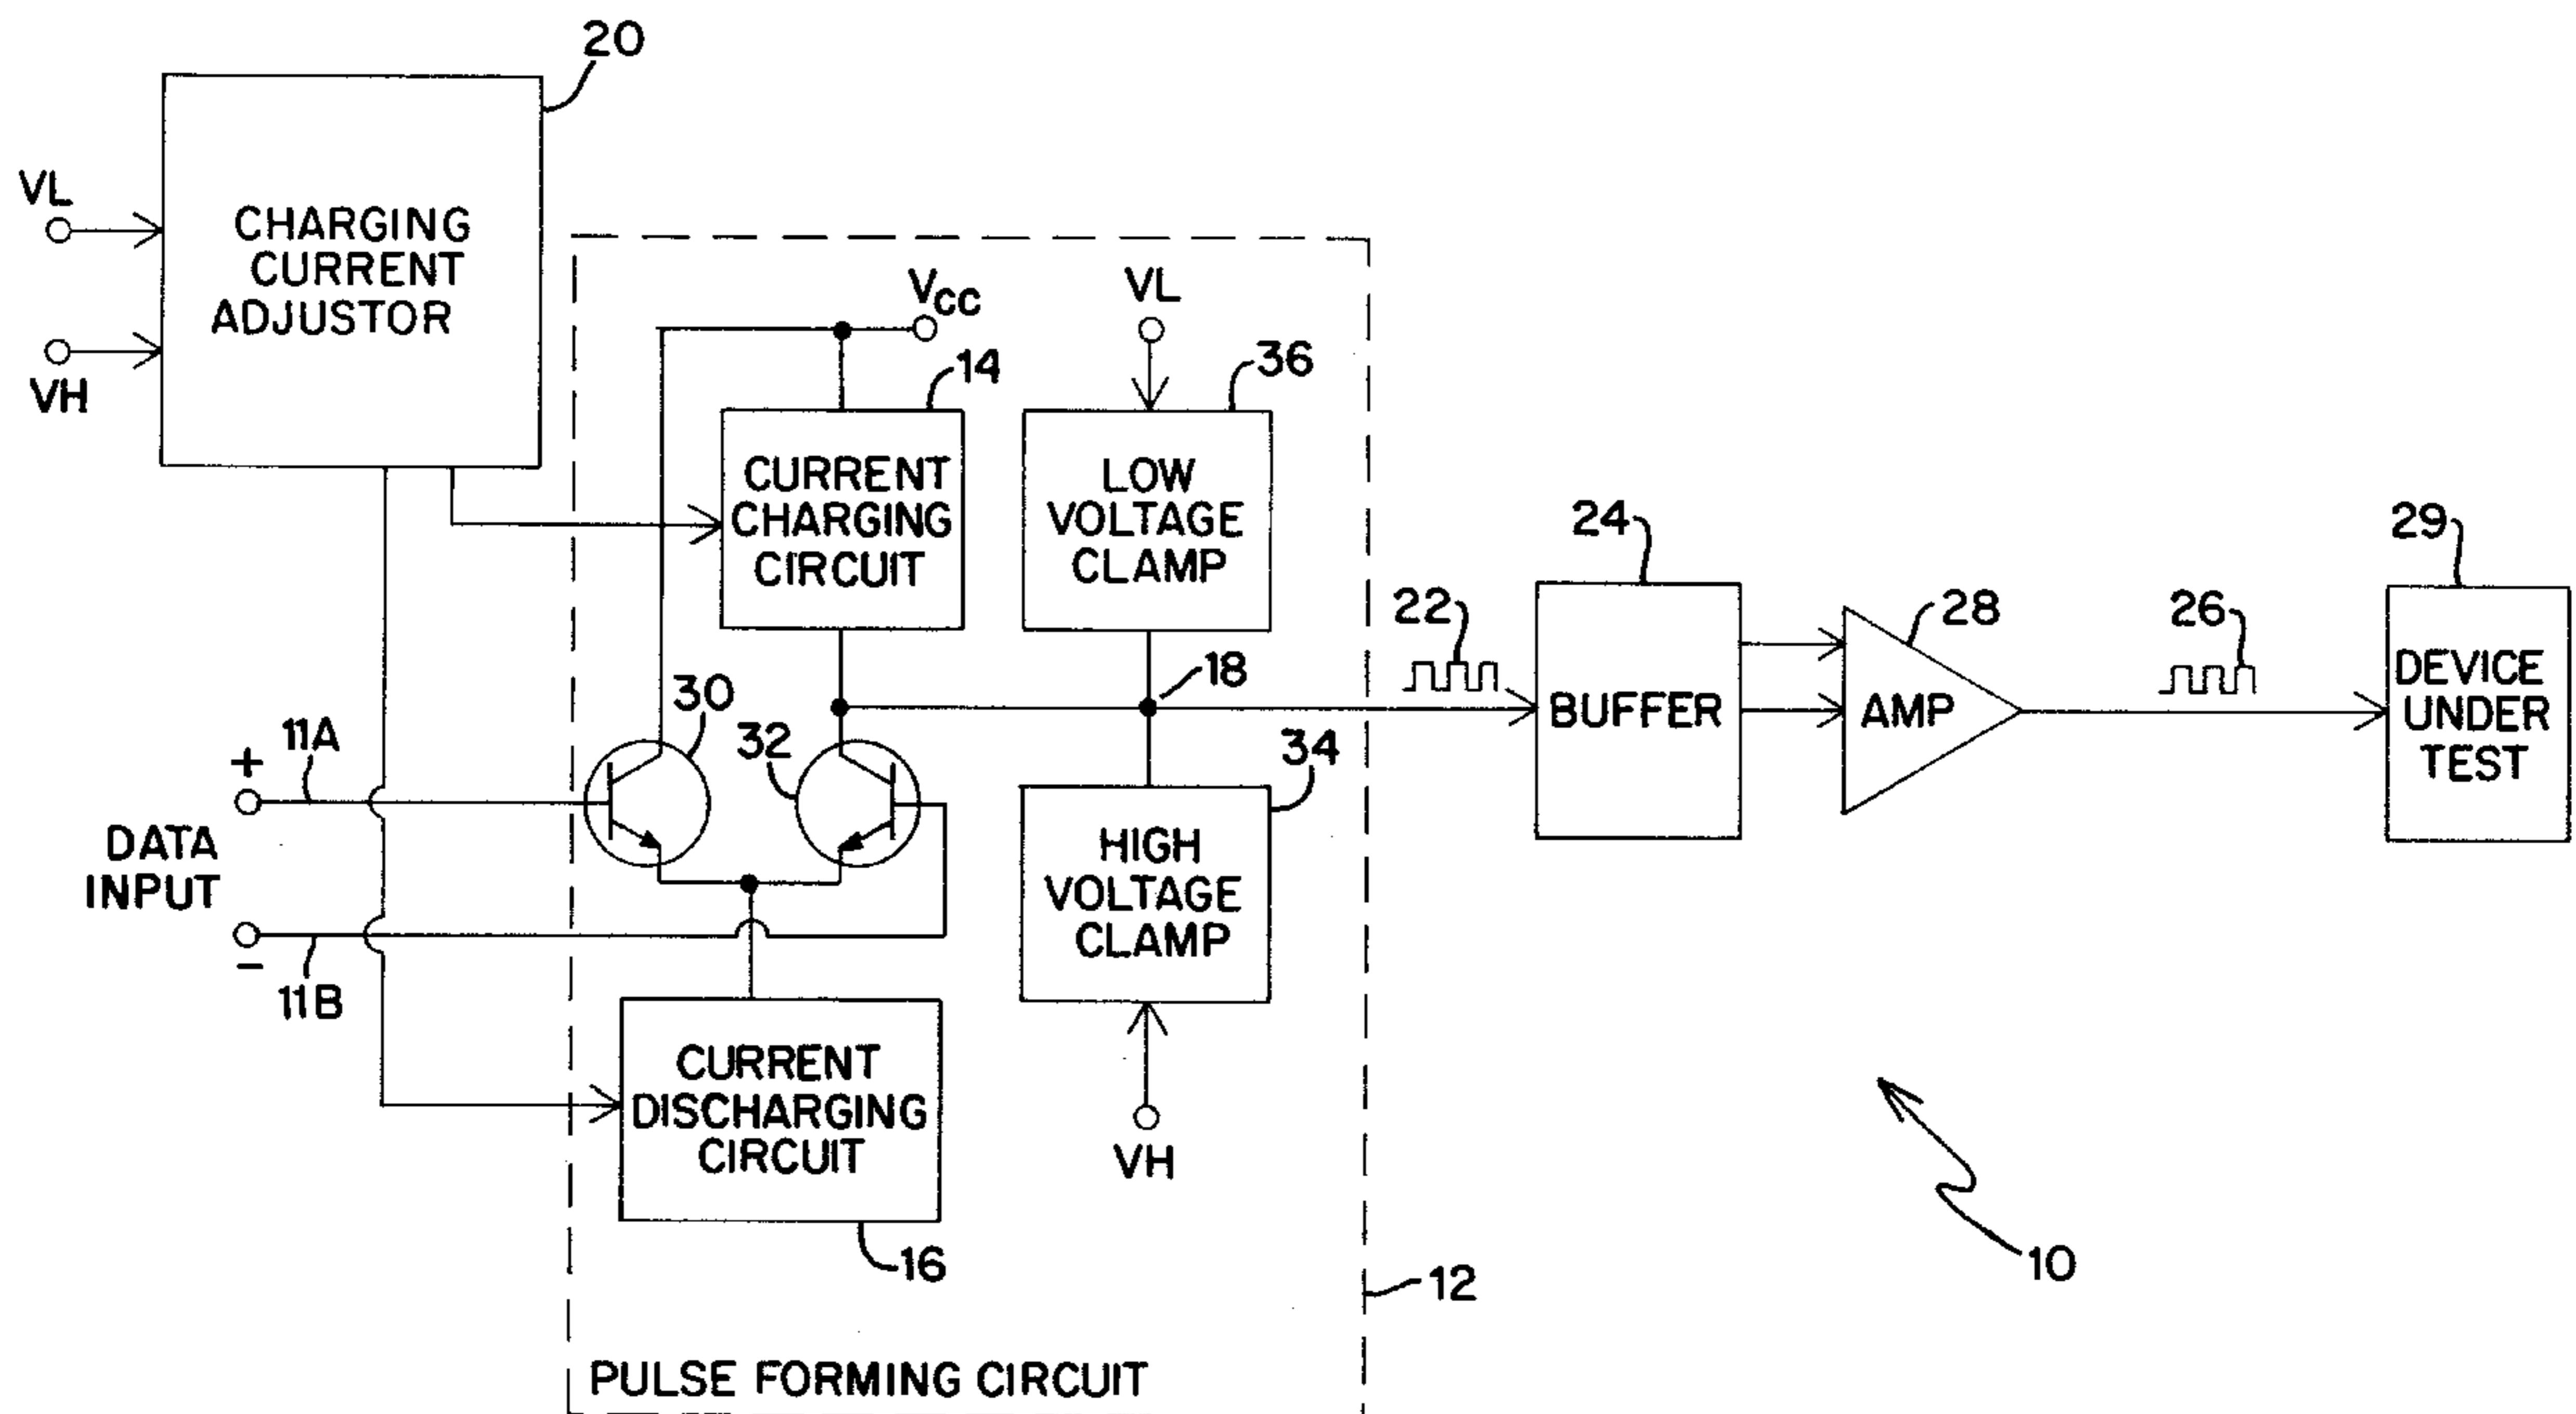 20
VL
CHARGING
CURRENT
ADJUSTOR
VH
VCC
VL
14
36
CURRENT
CHARGING
CIRCUIT
LOW
VOLTAGE
CLAMP
24
29
22
28
26
18
30
32
11A
+
34
BUFFER
AMP
DEVICE
UNDER
TEST
DATA
INPUT
HIGH
VOLTAGE
CLAMP
−
11B
CURRENT
DISCHARGING
CIRCUIT
VH
16
10
12
PULSE FORMING CIRCUIT